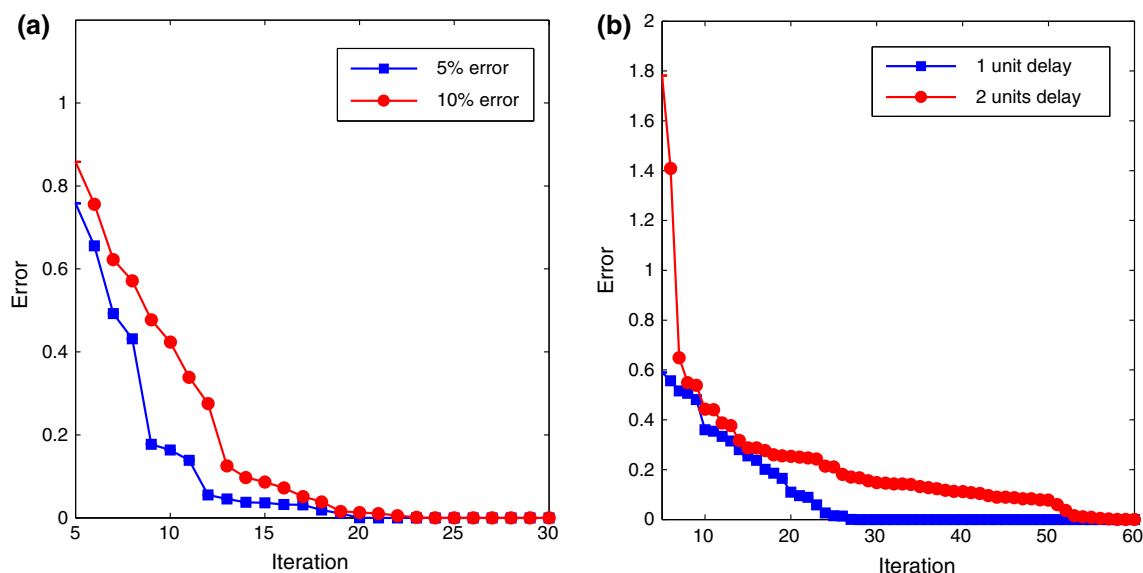 (a)
5% error
10% error
1
0.8
0.6
0.4
0.2
0
Error
5 10 15 20 25 30
Iteration
(b)
1 unit delay
2 units delay
2
1.8
1.6
1.4
1.2
1
0.8
0.6
0.4
0.2
0
Error
10 20 30 40 50 60
Iteration